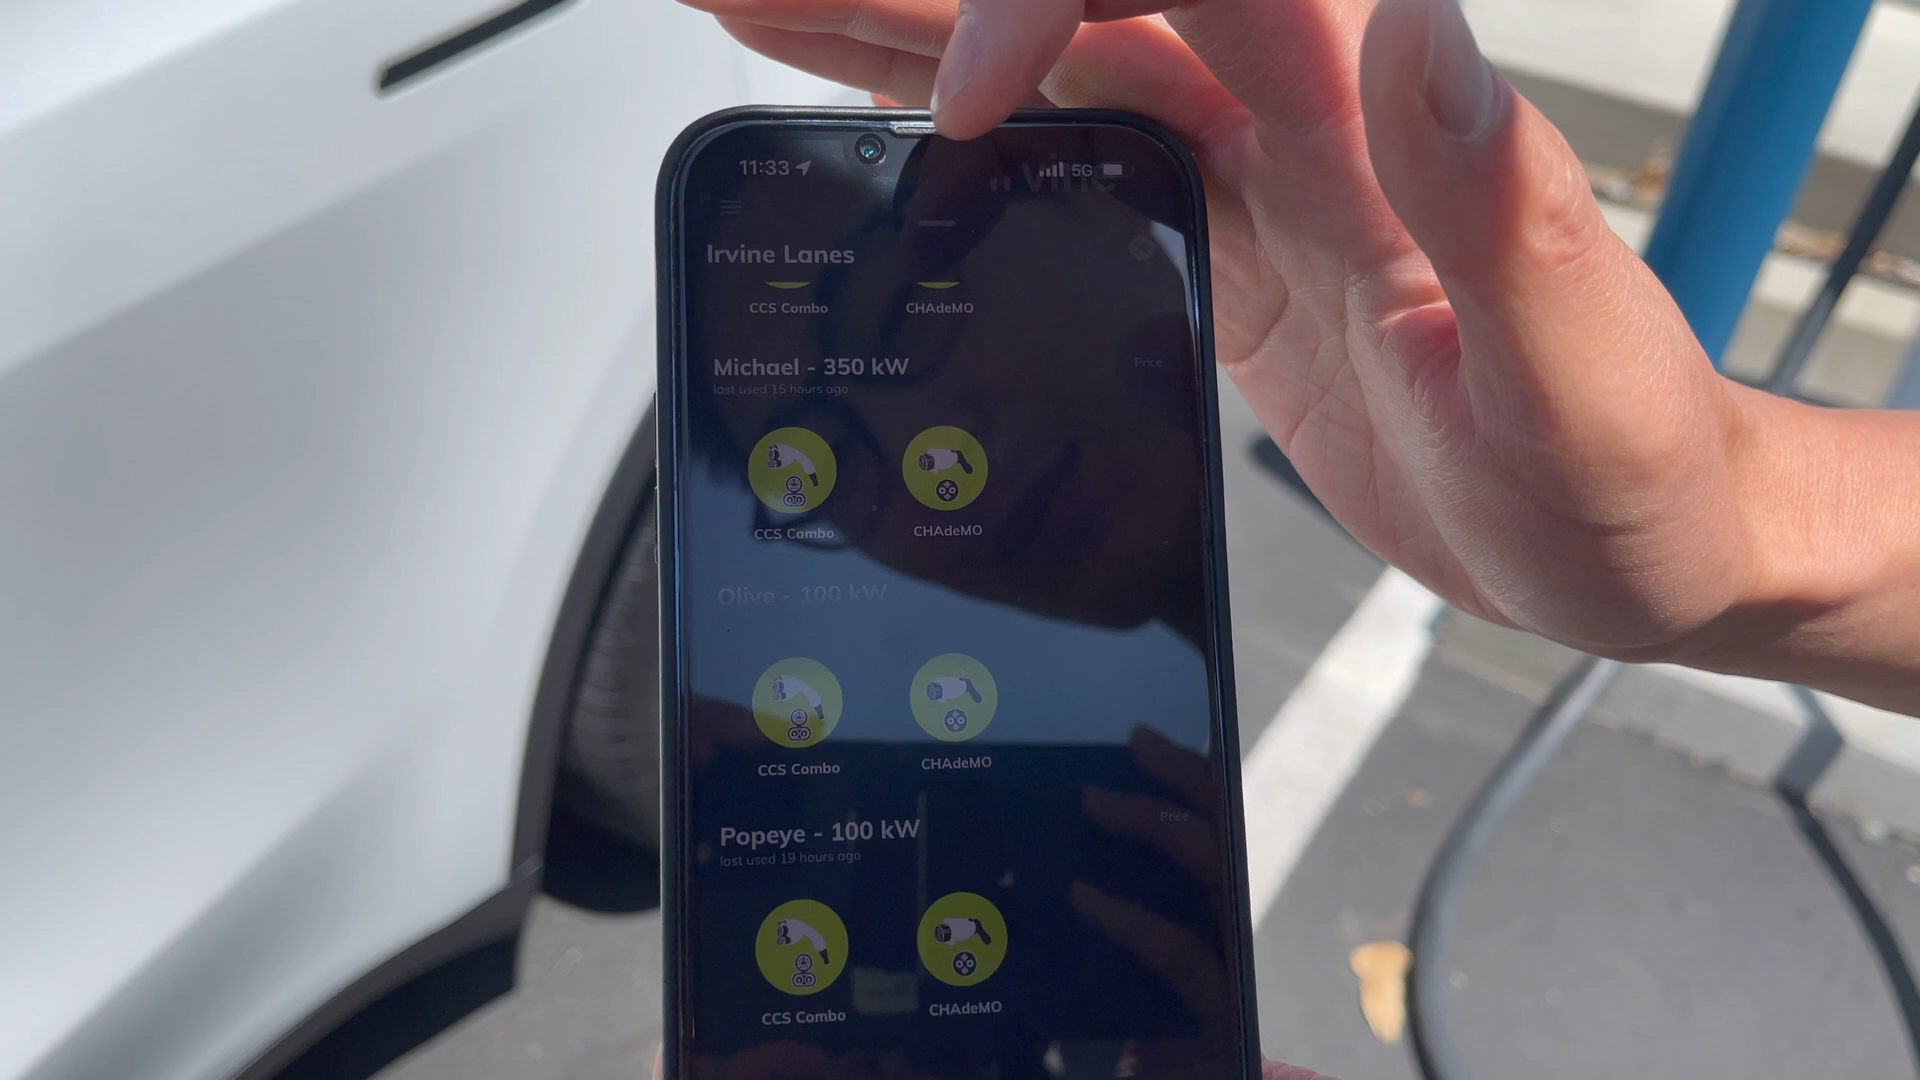 11:33
5G
Irvine Lanes
CCS Combo CHAdeMO
Michael - 350 kW Price
last used 15 hours ago
CCS Combo CHAdeMO
Olive - 100 kW
CCS Combo CHAdeMO
Popeye - 100 kW Price
last used 19 hours ago
CCS Combo CHAdeMO